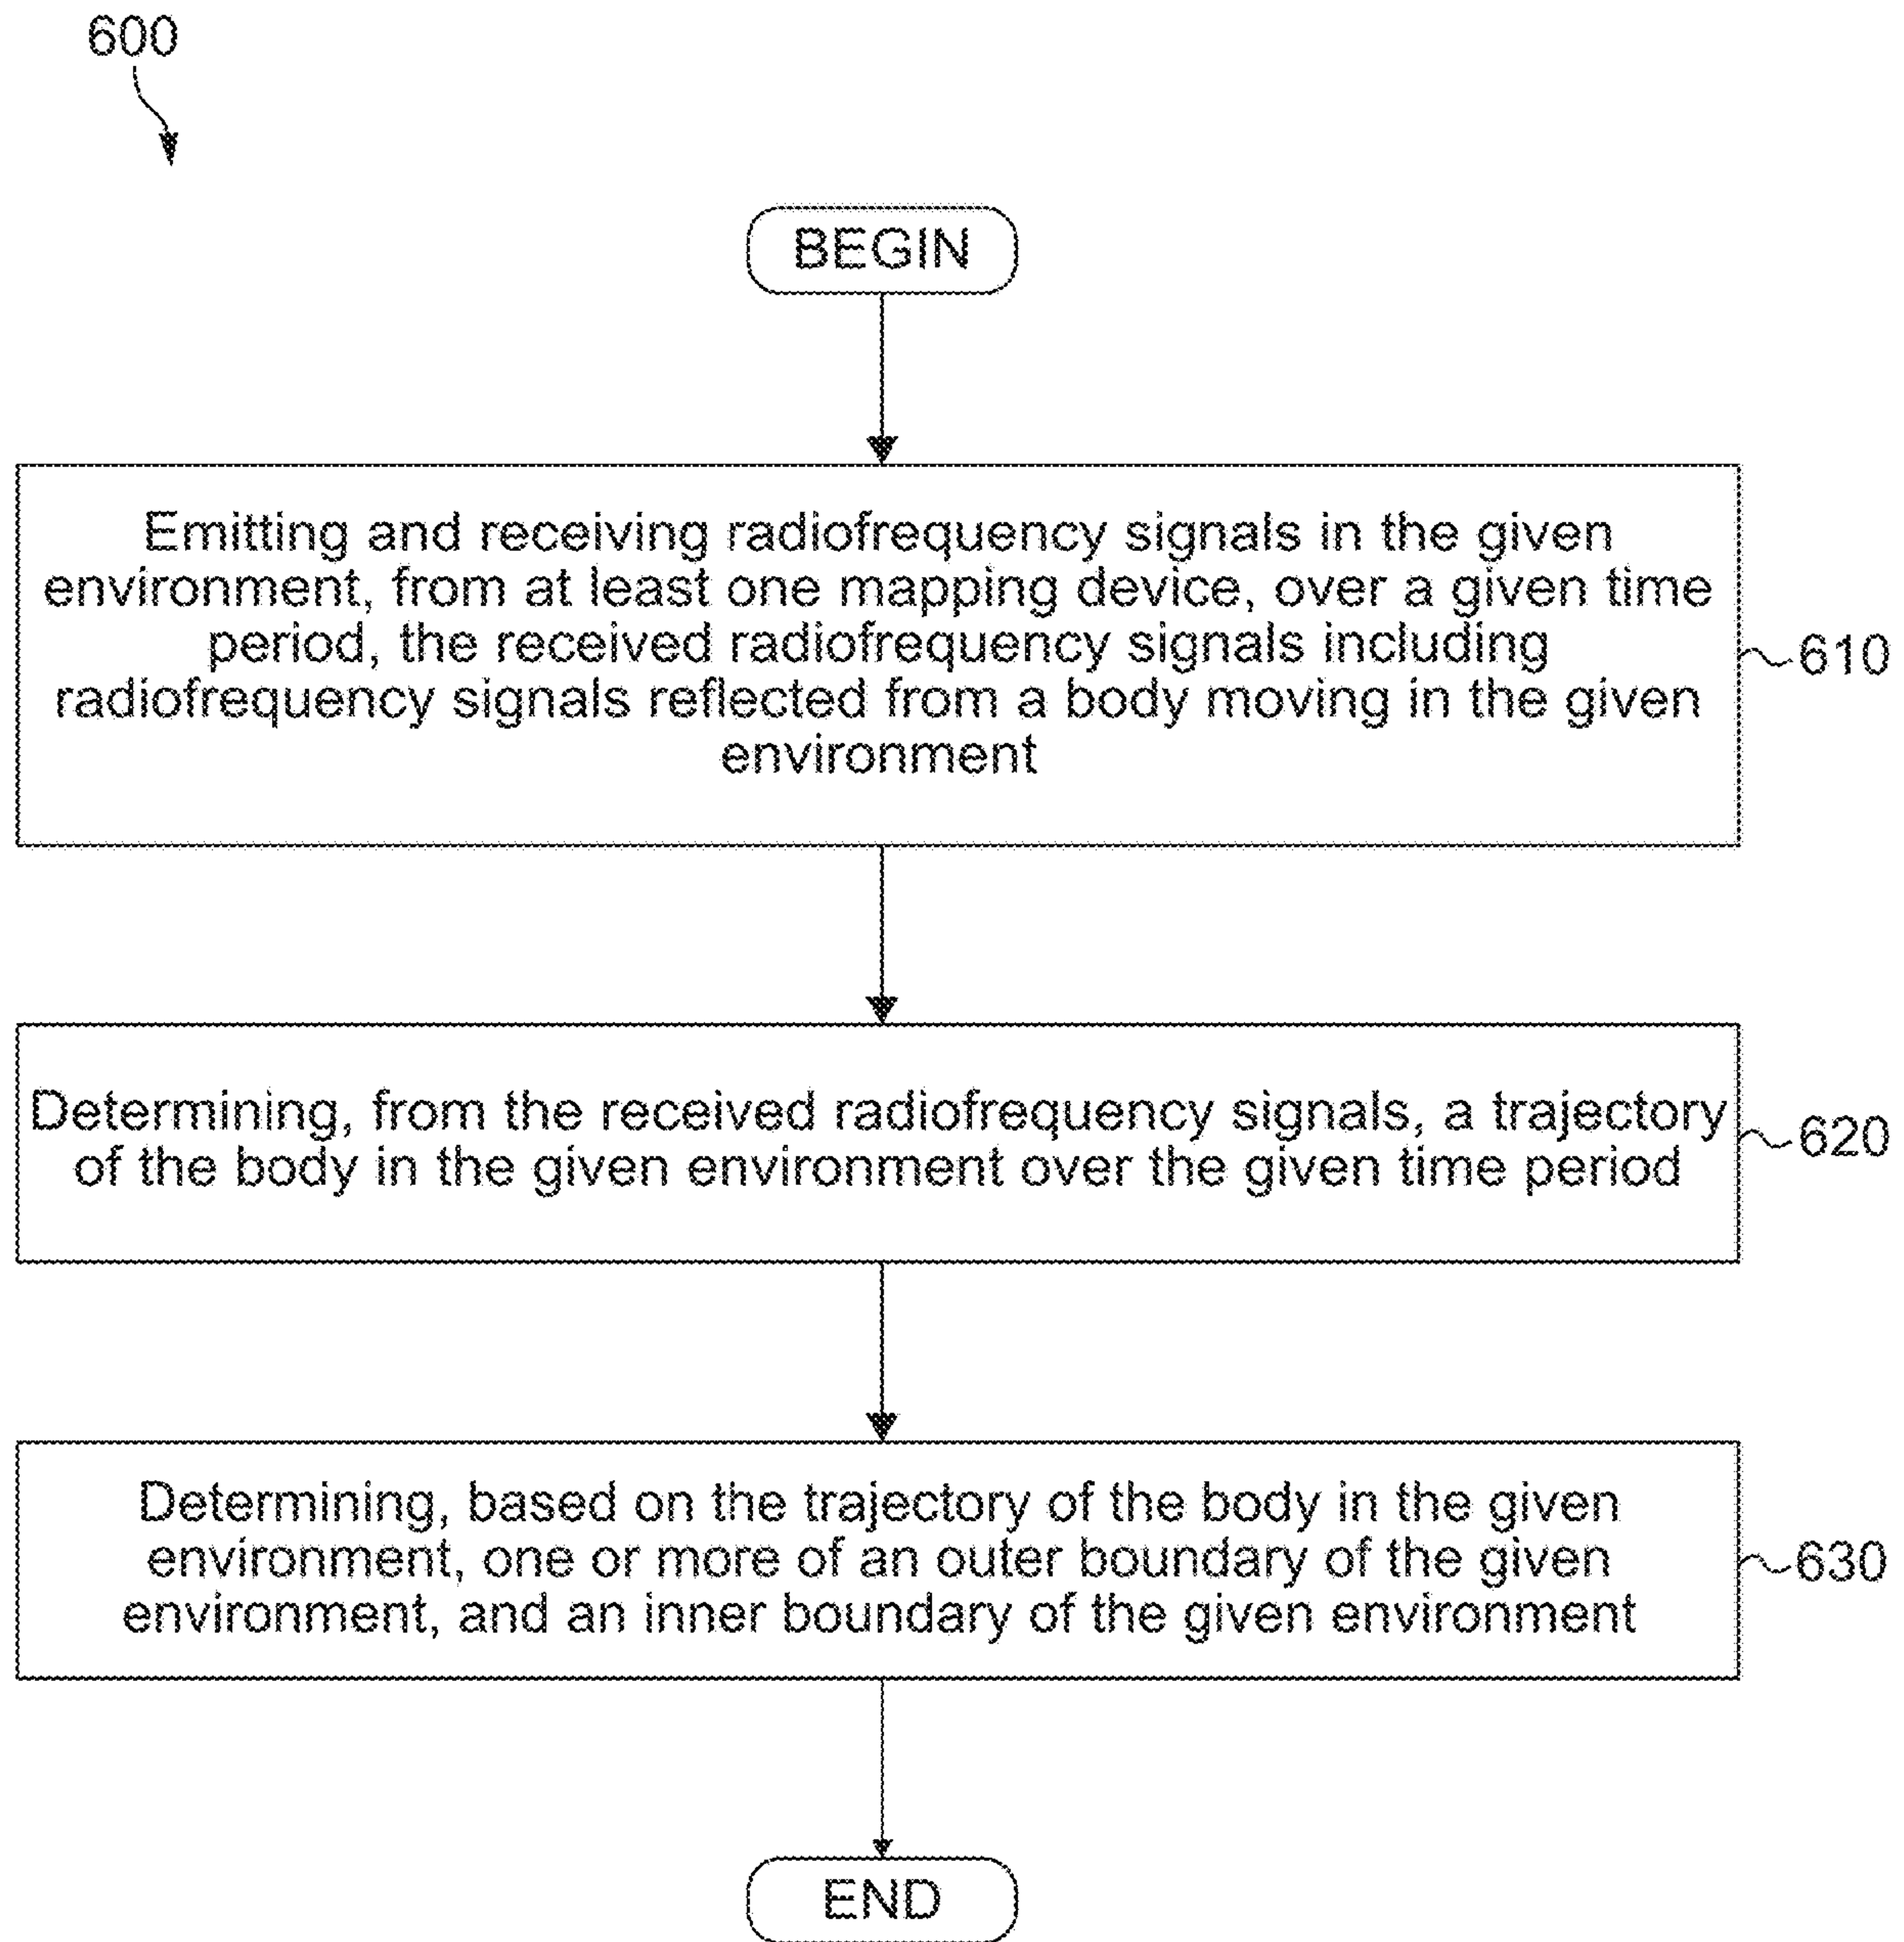 600
BEGIN
Emitting and receiving radiofrequency signals in the given
environment, from at least one mapping device, over a given time
period, the received radiofrequency signals including
radiofrequency signals reflected from a body moving in the given
environment
610
Determining, from the received radiofrequency signals, a trajectory
of the body in the given environment over the given time period
620
Determining, based on the trajectory of the body in the given
environment, one or more of an outer boundary of the given
environment, and an inner boundary of the given environment
630
END